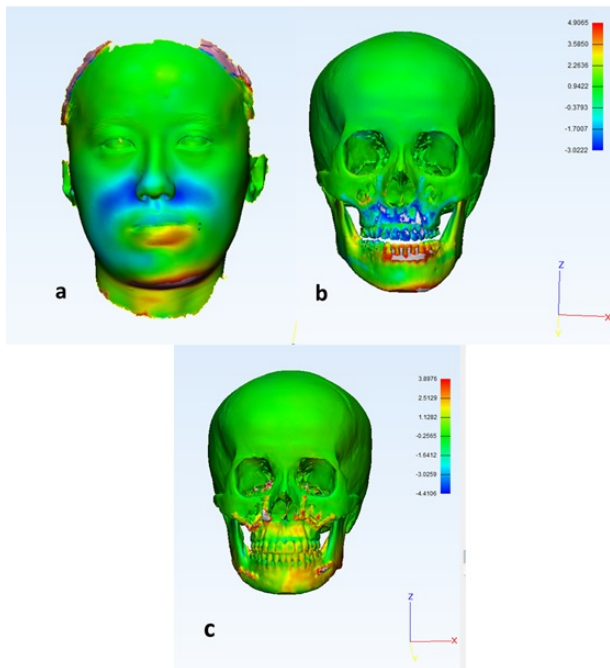 4.9065
3.5850
2.2636
0.9422
-0.3793
-1.7007
-3.0222
a
b
Z
X
Y
3.8975
2.5129
1.1282
-0.2565
-1.6412
-3.0259
-4.4106
c
Z
X
Y